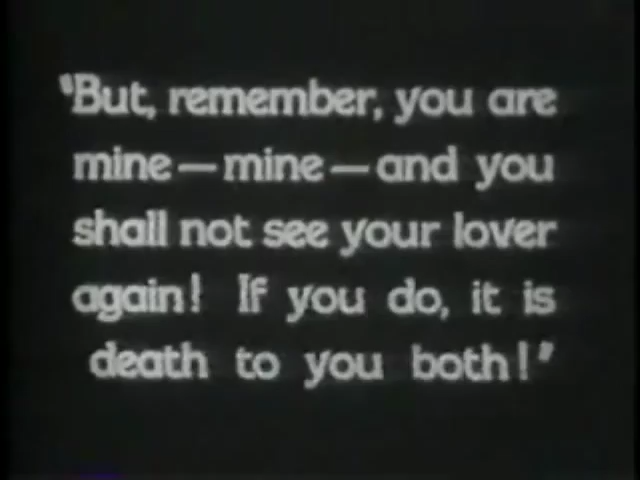 "But, remember, you are
mine—mine—and you
shall not see your lover
again! If you do, it is
death to you both!"